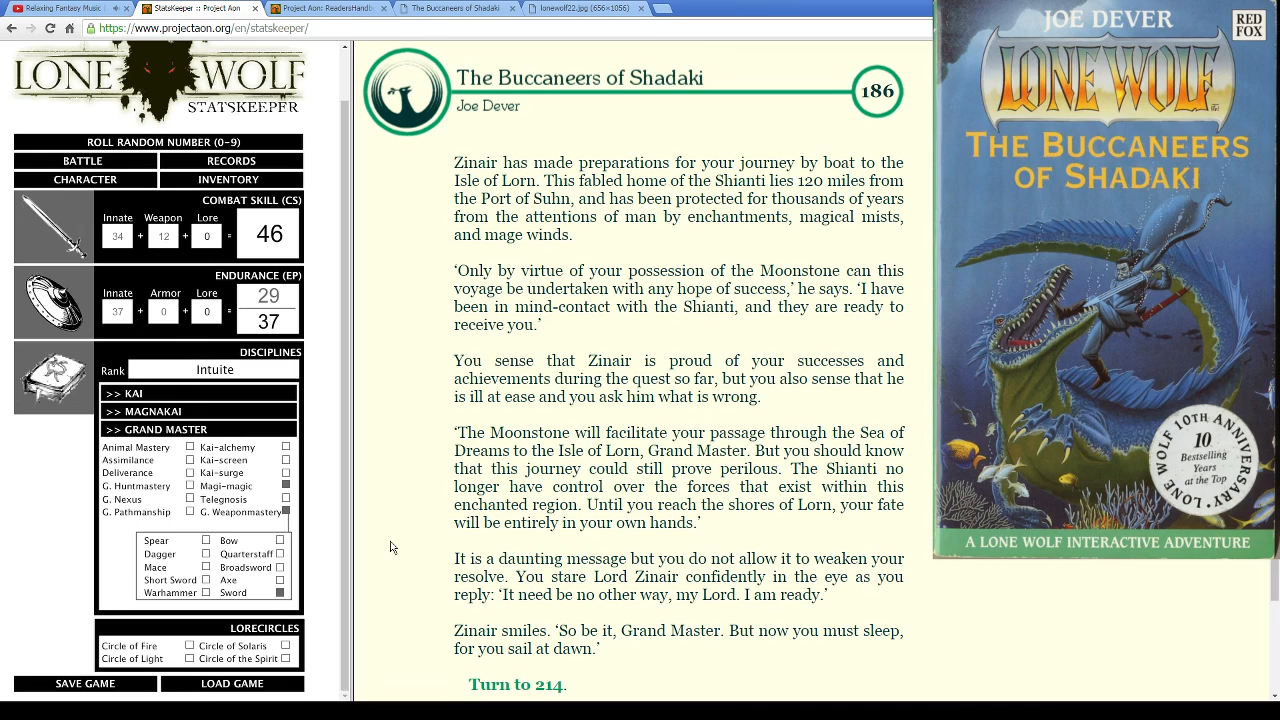 Relaxing Fantasy Music
StatsKeeper :: Project Aon
Project Aon: ReadersHandb
The Buccaneers of Shadaki
lonewolf22.jpg (656×1056)
https://www.projectaon.org/en/statskeeper/
LONE WOLF
STATSKEEPER
ROLL RANDOM NUMBER (0-9)
BATTLE RECORDS
CHARACTER INVENTORY
COMBAT SKILL (CS)
Innate Weapon Lore
34 + 12 + 0 = 46
ENDURANCE (EP)
Innate Armor Lore
29
37 + 0 + 0 = 37
DISCIPLINES
Rank Intuite
>> KAI
>> MAGNAKAI
>> GRAND MASTER
Animal Mastery Kai-alchemy
Assimilance Kai-screen
Deliverance Kai-surge
G. Huntmastery Magi-magic
G. Nexus Telegnosis
G. Pathmanship G. Weaponmastery
Spear Bow
Dagger Quarterstaff
Mace Broadsword
Short Sword Axe
Warhammer Sword
LORECIRCLES
Circle of Fire Circle of Solaris
Circle of Light Circle of the Spirit
SAVE GAME LOAD GAME
The Buccaneers of Shadaki
Joe Dever
186
Zinair has made preparations for your journey by boat to the
Isle of Lorn. This fabled home of the Shianti lies 120 miles from
the Port of Suhn, and has been protected for thousands of years
from the attentions of man by enchantments, magical mists,
and mage winds.
‘Only by virtue of your possession of the Moonstone can this
voyage be undertaken with any hope of success,’ he says. ‘I have
been in mind-contact with the Shianti, and they are ready to
receive you.’
You sense that Zinair is proud of your successes and
achievements during the quest so far, but you also sense that he
is ill at ease and you ask him what is wrong.
‘The Moonstone will facilitate your passage through the Sea of
Dreams to the Isle of Lorn, Grand Master. But you should know
that this journey could still prove perilous. The Shianti no
longer have control over the forces that exist within this
enchanted region. Until you reach the shores of Lorn, your fate
will be entirely in your own hands.’
It is a daunting message but you do not allow it to weaken your
resolve. You stare Lord Zinair confidently in the eye as you
reply: ‘It need be no other way, my Lord. I am ready.’
Zinair smiles. ‘So be it, Grand Master. But now you must sleep,
for you sail at dawn.’
Turn to 214.
JOE DEVER
RED
FOX
LONE WOLF
THE BUCCANEERS
OF SHADAKI
LONE WOLF 10TH ANNIVERSARY
10
Bestselling
Years
at the Top
A LONE WOLF INTERACTIVE ADVENTURE